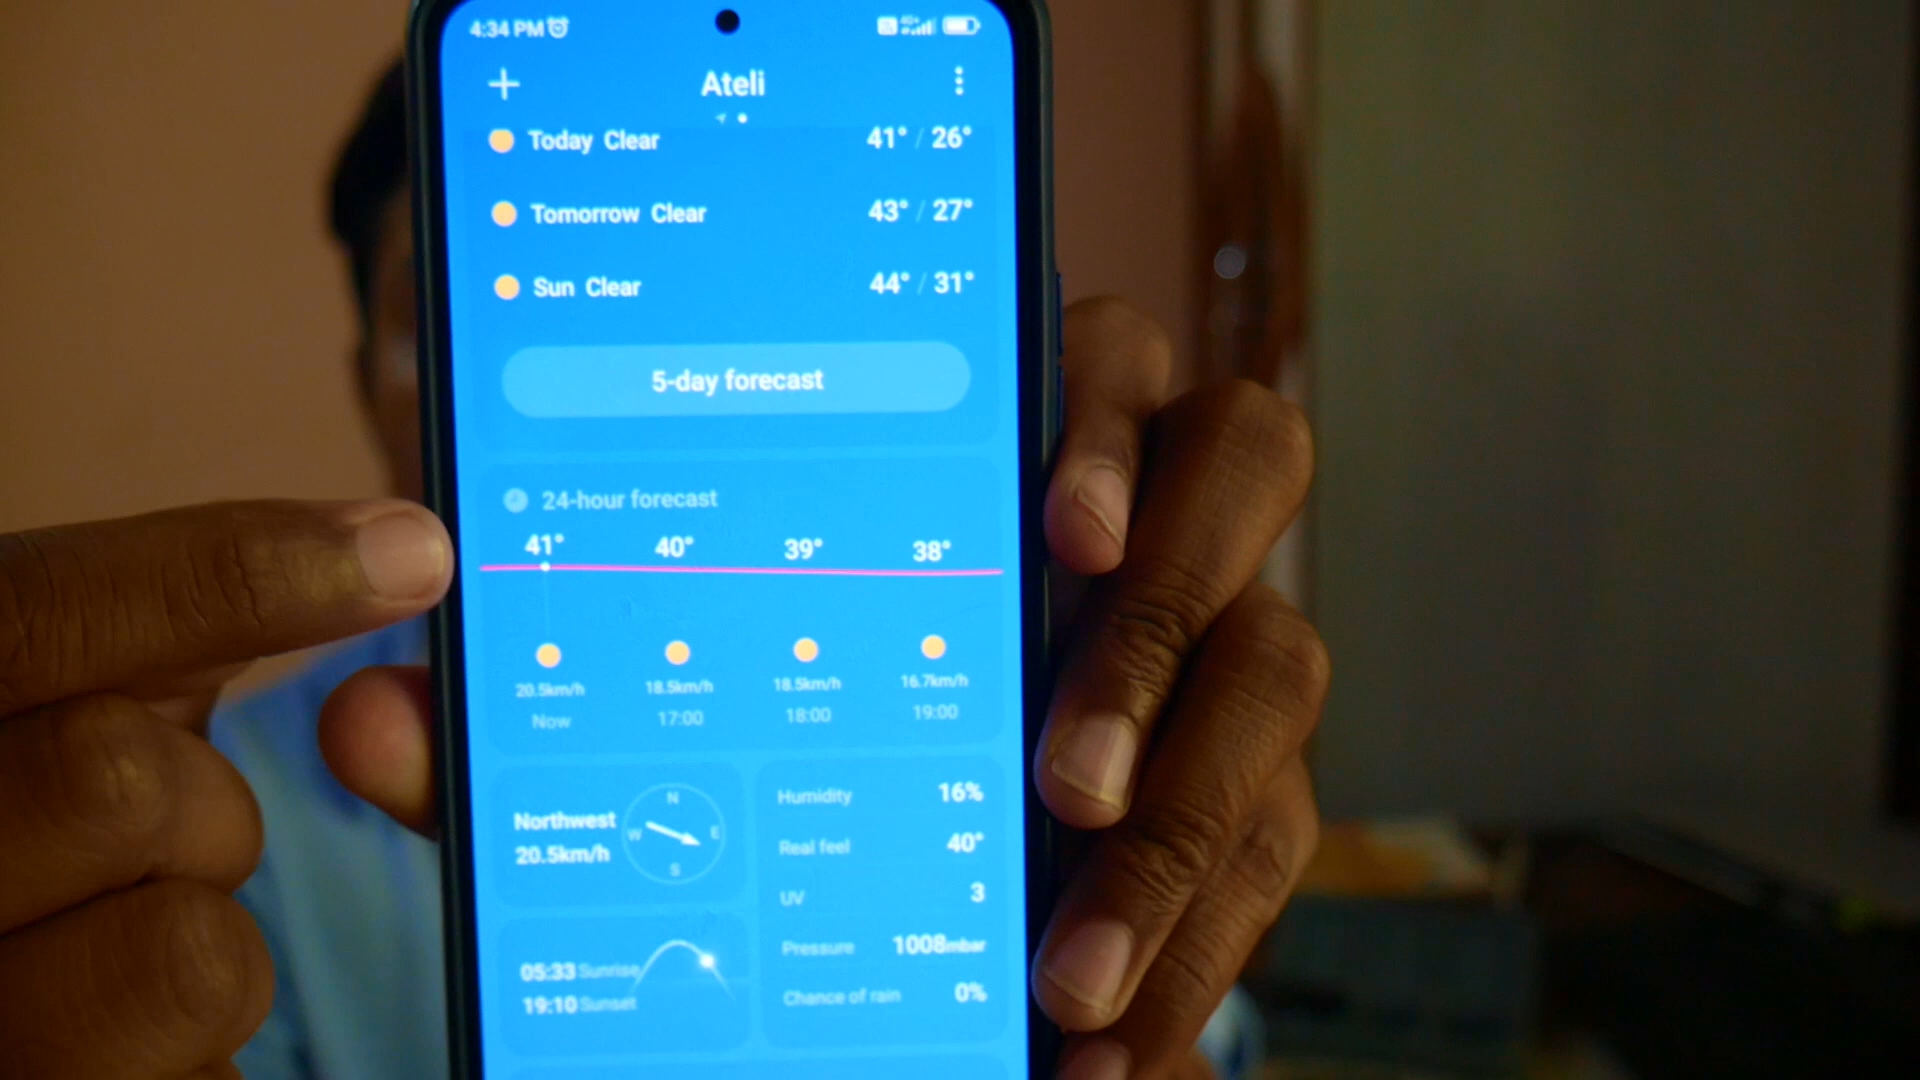 4:34 PM
4G+
Ateli
Today Clear 41° / 26°
Tomorrow Clear 43° / 27°
Sun Clear 44° / 31°
5-day forecast
24-hour forecast
41° 40° 39° 38°
20.5km/h 18.5km/h 18.5km/h 16.7km/h
Now 17:00 18:00 19:00
Northwest
20.5km/h
N
W E
S
05:33 Sunrise
19:10 Sunset
Humidity 16%
Real feel 40°
UV 3
Pressure 1008mbar
Chance of rain 0%